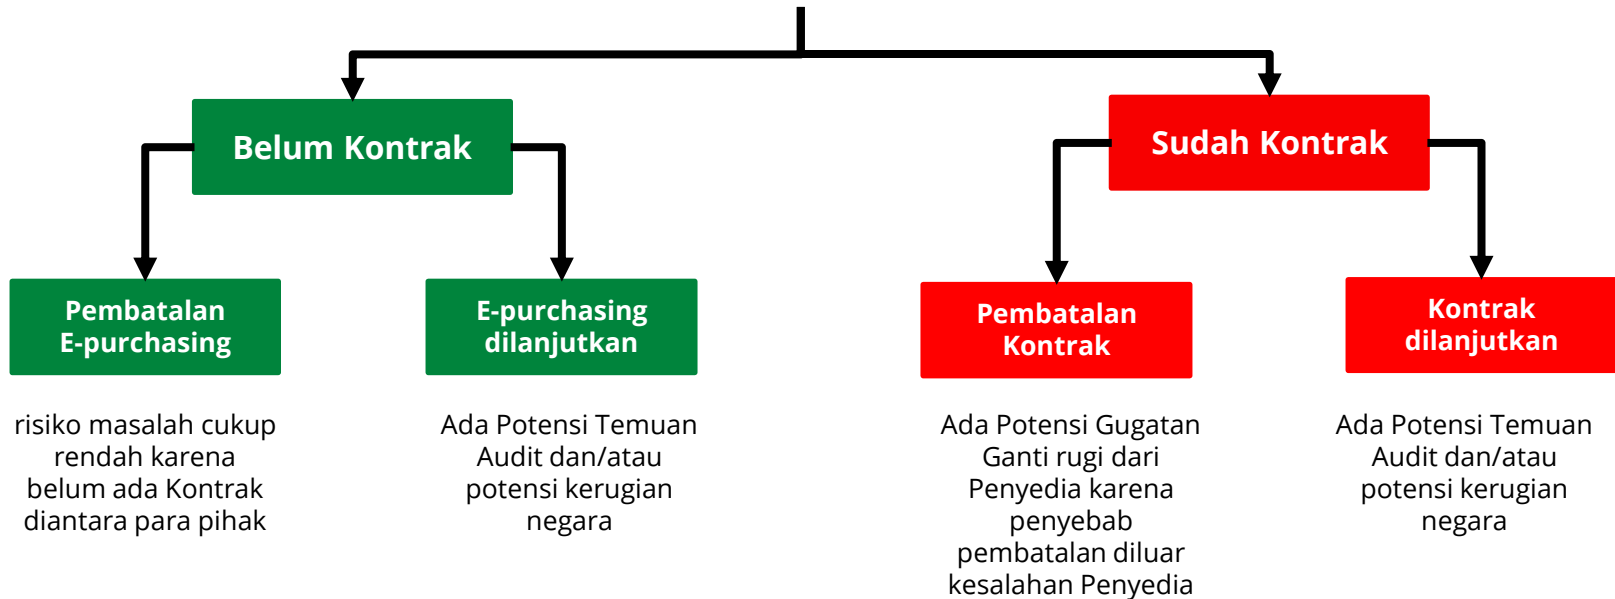 Belum Kontrak
Sudah Kontrak
Pembatalan
E-purchasing
E-purchasing
dilanjutkan
Pembatalan
Kontrak
Kontrak
dilanjutkan
risiko masalah cukup
rendah karena
belum ada Kontrak
diantara para pihak
Ada Potensi Temuan
Audit dan/atau
potensi kerugian
negara
Ada Potensi Gugatan
Ganti rugi dari
Penyedia karena
penyebab
pembatalan diluar
kesalahan Penyedia
Ada Potensi Temuan
Audit dan/atau
potensi kerugian
negara